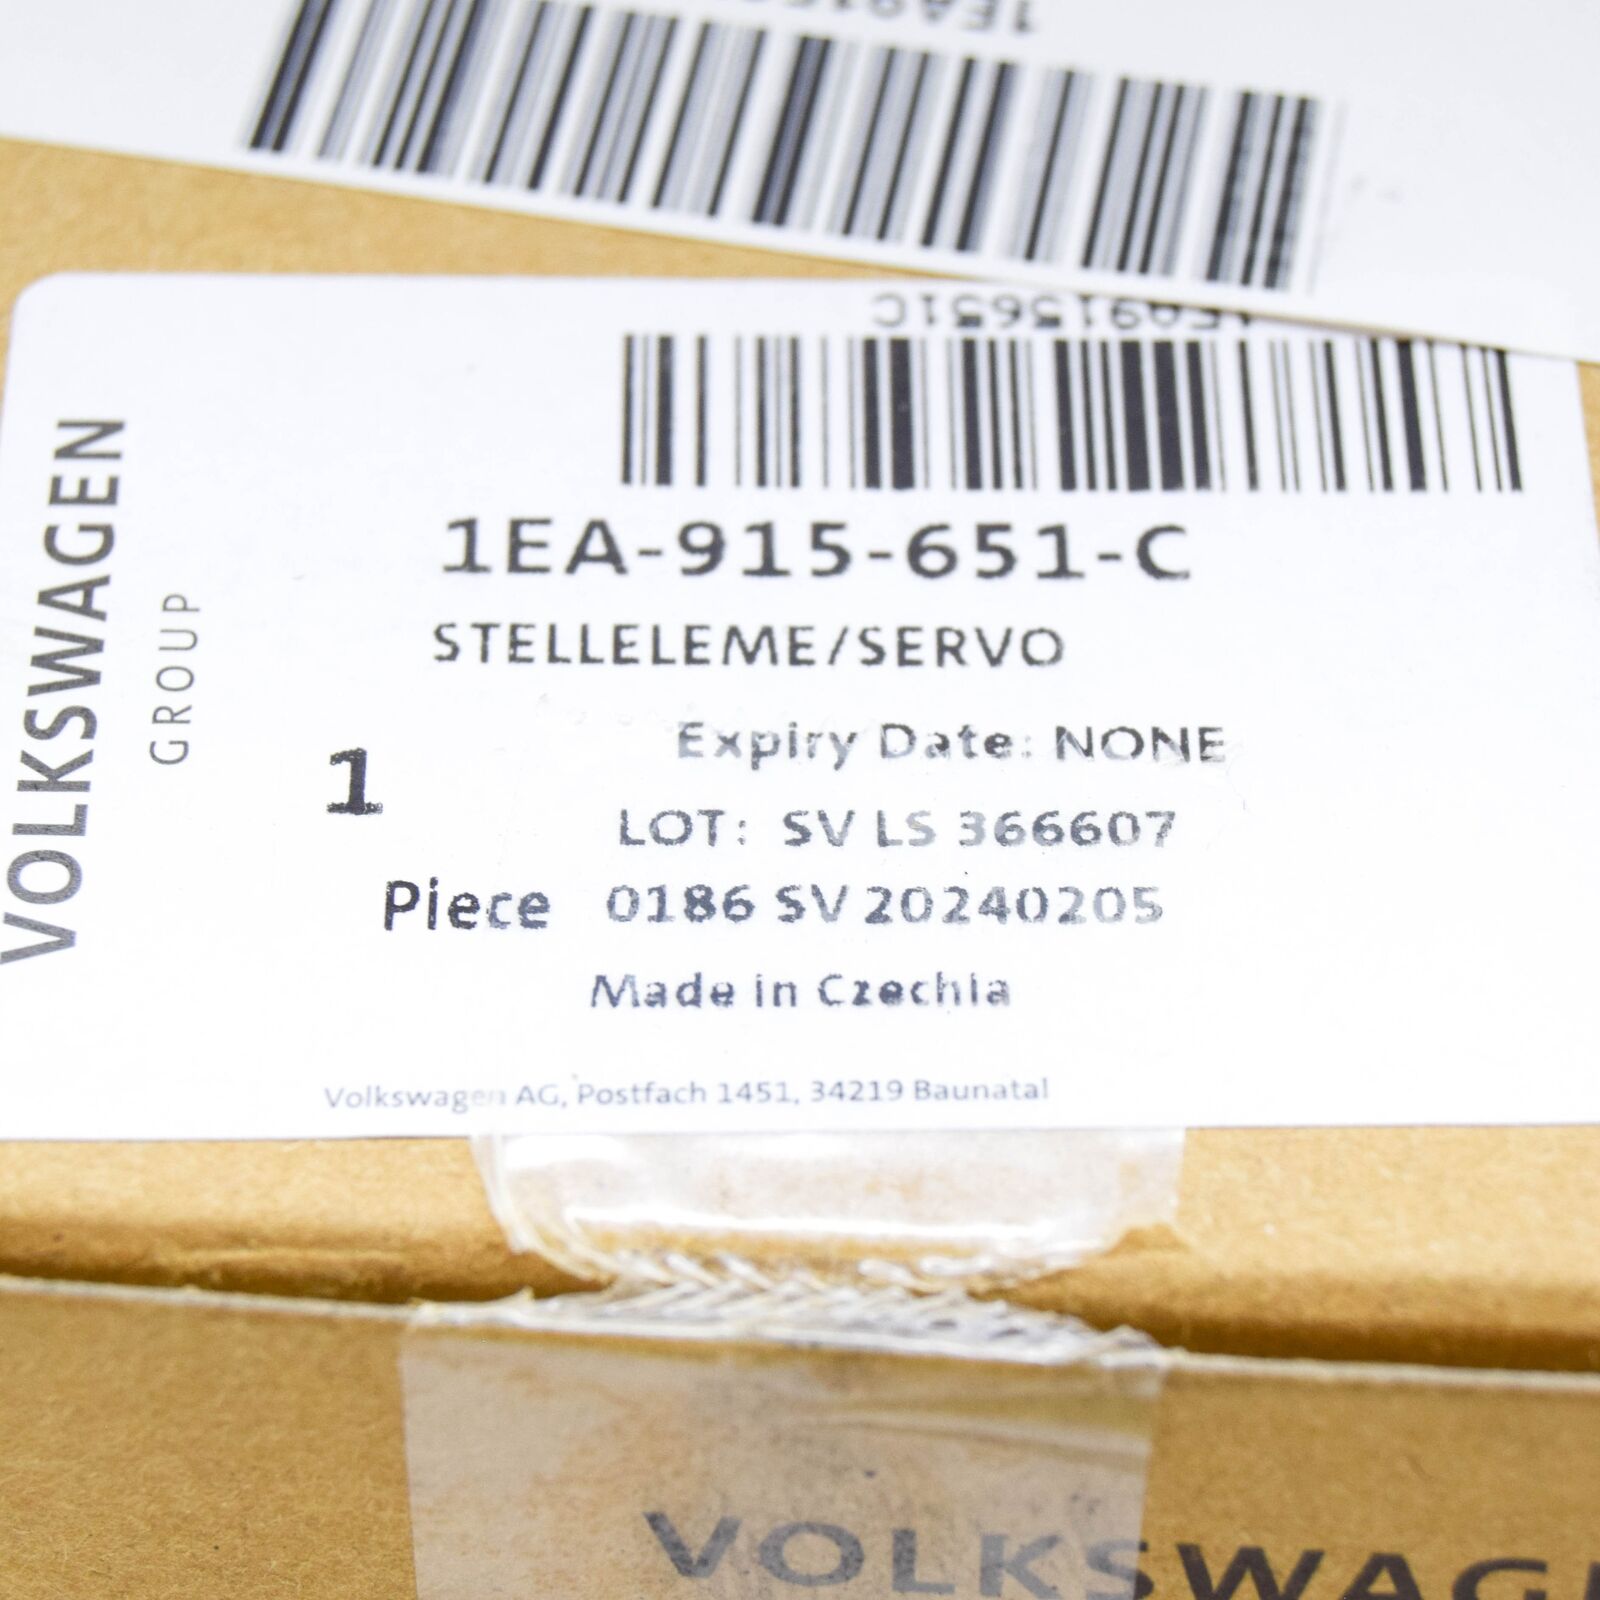 1EA915651C
VOLKSWAGEN
GROUP
1EA-915-651-C
STELLELEME/SERVO
Expiry Date: NONE
1
LOT: SV LS 366607
Piece 0186 SV 20240205
Made in Czechia
Volkswagen AG, Postfach 1451, 34219 Baunatal
VOLKSWAG